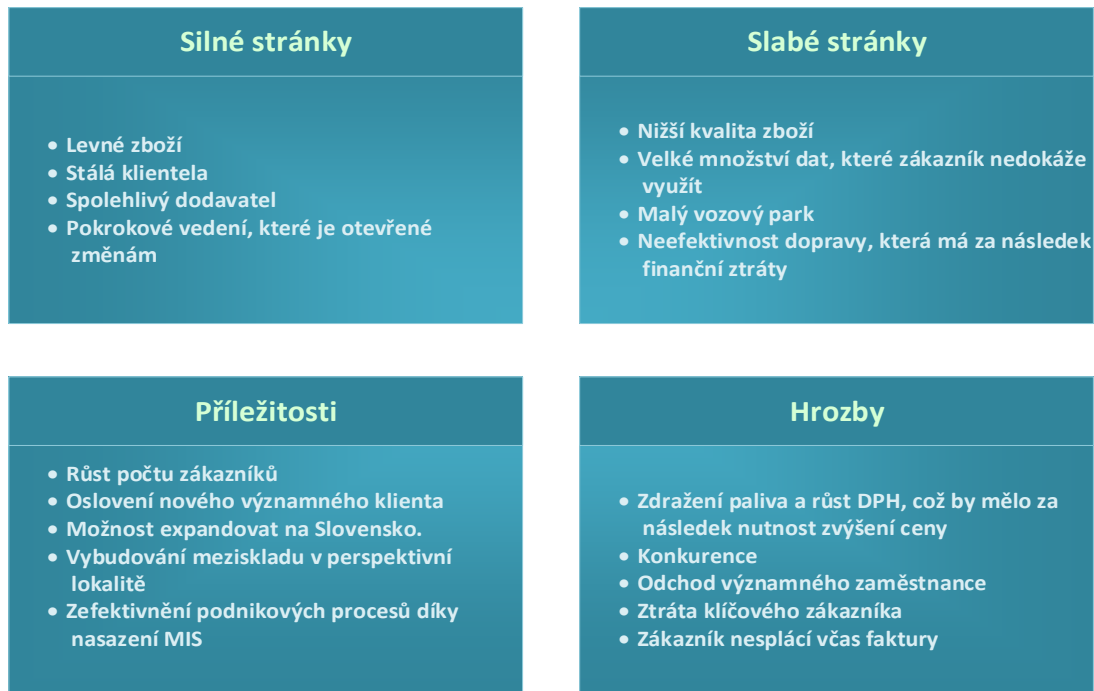 Silné stránky
• Levné zboží
• Stálá klientela
• Spolehlivý dodavatel
• Pokrokové vedení, které je otevřené
změnám
Slabé stránky
• Nižší kvalita zboží
• Velké množství dat, které zákazník nedokáže
využít
• Malý vozový park
• Neefektivnost dopravy, která má za následek
finanční ztráty
Příležitosti
• Růst počtu zákazníků
• Oslovení nového významného klienta
• Možnost expandovat na Slovensko.
• Vybudování meziskladu v perspektivní
lokalitě
• Zefektivnění podnikových procesů díky
nasazení MIS
Hrozby
• Zdražení paliva a růst DPH, což by mělo za
následek nutnost zvýšení ceny
• Konkurence
• Odchod významného zaměstnance
• Ztráta klíčového zákazníka
• Zákazník nesplácí včas faktury